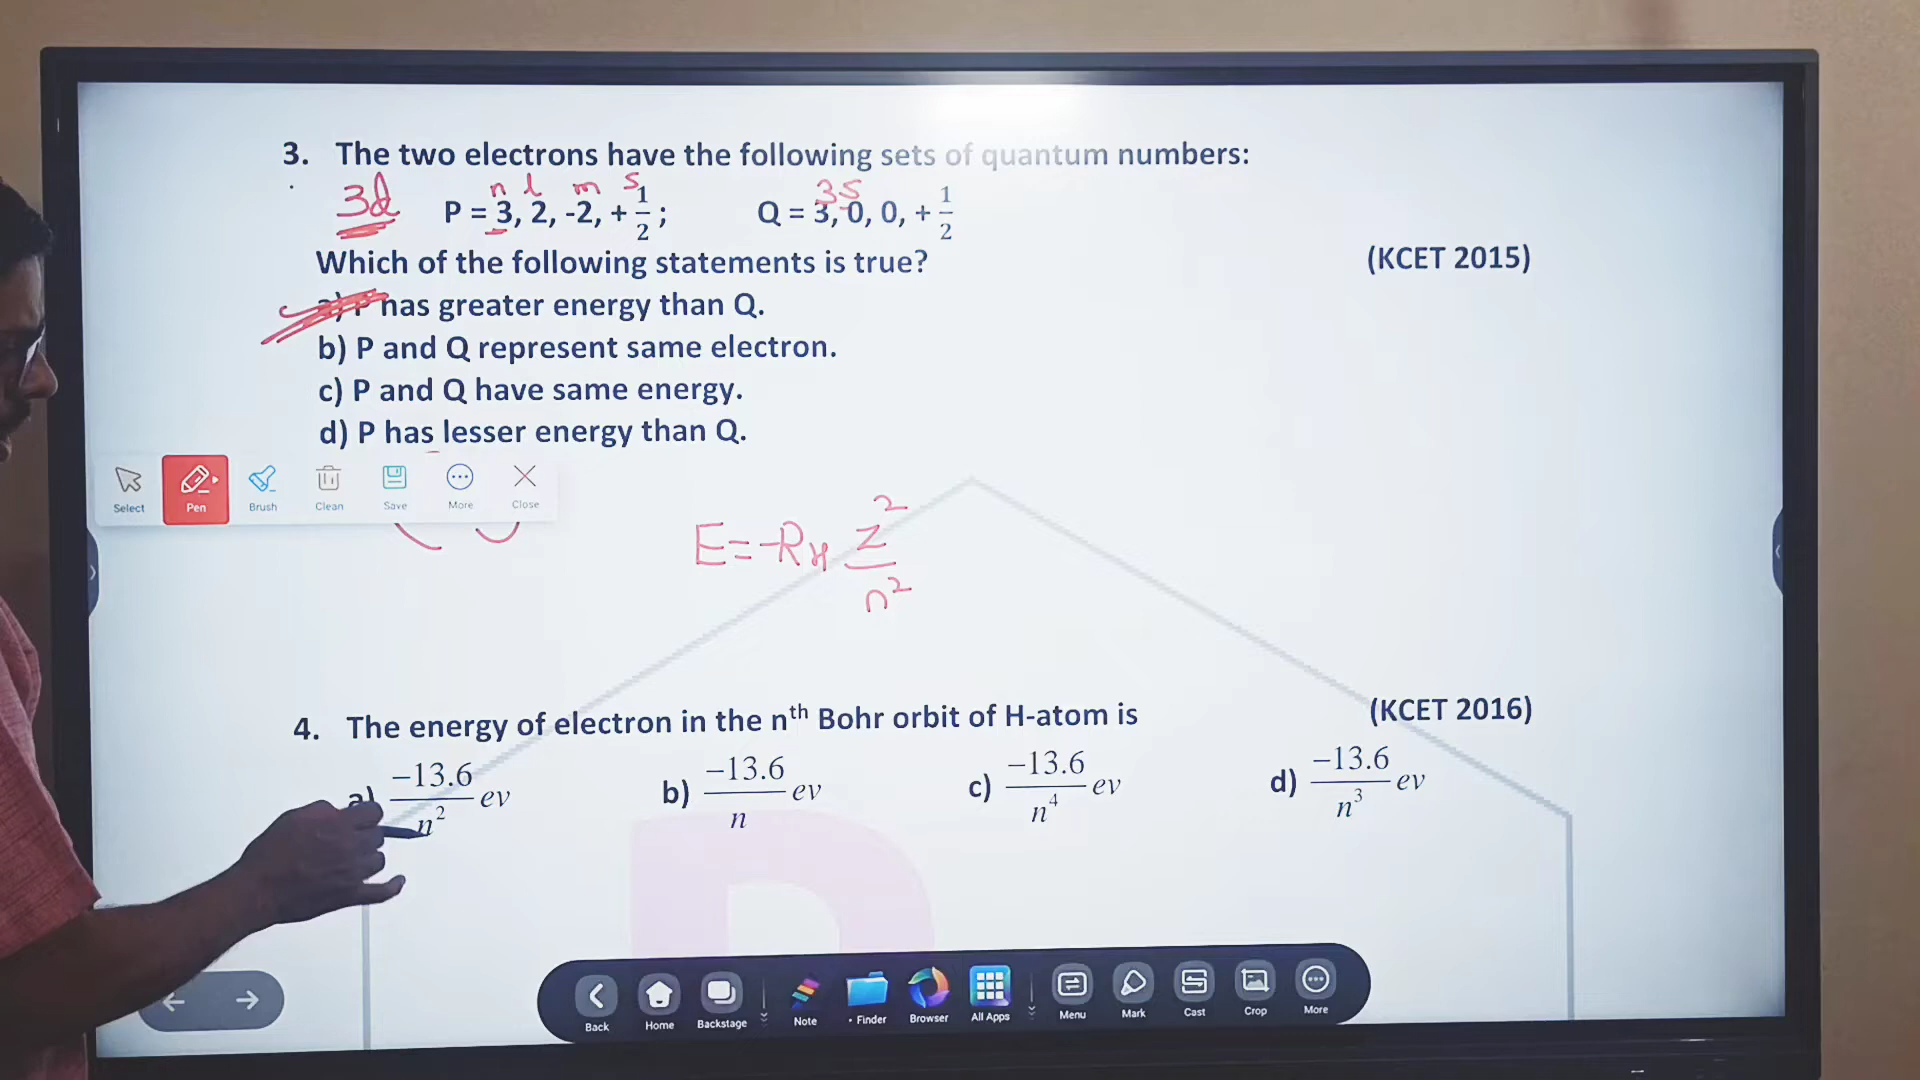 3. The two electrons have the following sets of quantum numbers:
3d n l m s 3s
P = 3, 2, -2, + 1/2 ; Q = 3, 0, 0, + 1/2
Which of the following statements is true? (KCET 2015)
a) P has greater energy than Q.
b) P and Q represent same electron.
c) P and Q have same energy.
d) P has lesser energy than Q.
Select Pen Brush Clean Save More Close
E = -RH z²/n²
4. The energy of electron in the nth Bohr orbit of H-atom is (KCET 2016)
a) −13.6/n² ev b) −13.6/n ev c) −13.6/n⁴ ev d) −13.6/n³ ev
Back Home Backstage Note Finder Browser All Apps Menu Mark Cast Crop More